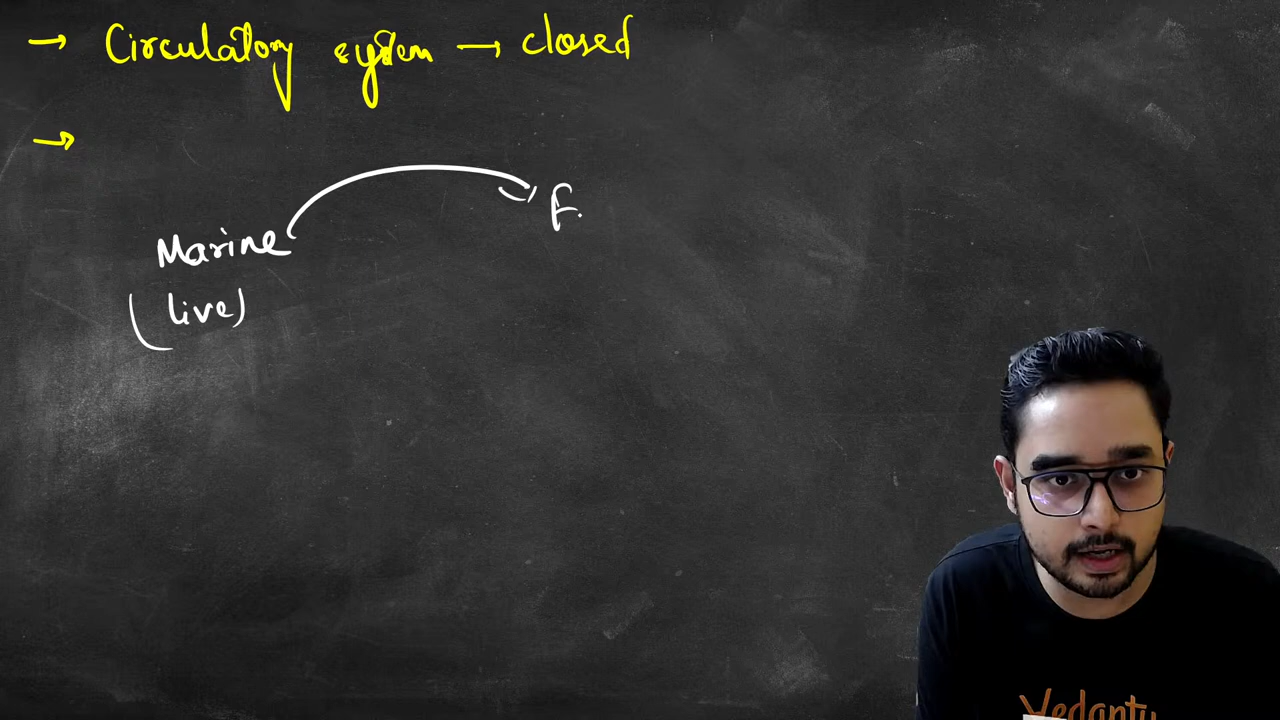 → Circulatory system → closed
→
F.
Marine
(live)
Vedantu